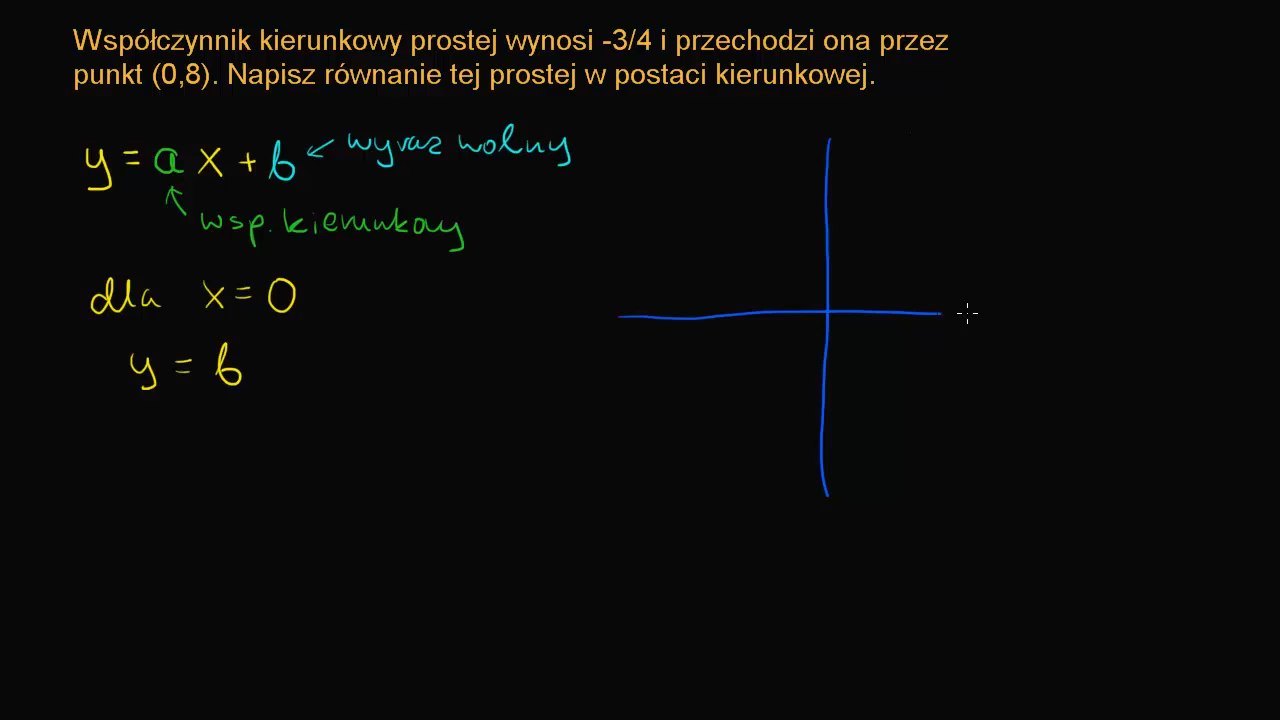 Współczynnik kierunkowy prostej wynosi -3/4 i przechodzi ona przez
punkt (0,8). Napisz równanie tej prostej w postaci kierunkowej.
y = a x + b ← wyraz wolny
↑ wsp. kierunkowy
dla x = 0
y = b